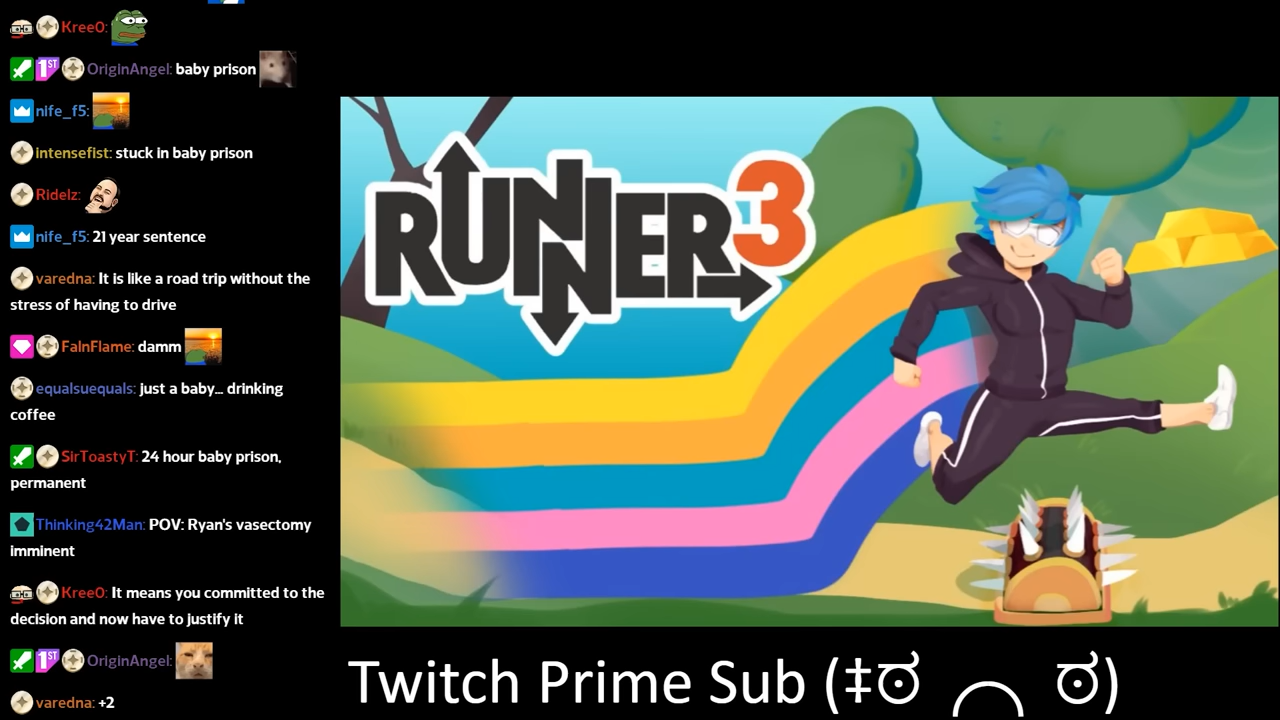 KreeO:
1ST OriginAngel: baby prison
nife_f5:
intensefist: stuck in baby prison
Ridelz:
nife_f5: 21 year sentence
varedna: It is like a road trip without the
stress of having to drive
FalnFlame: damm
equalsuequals: just a baby... drinking
coffee
SirToastyT: 24 hour baby prison,
permanent
Thinking42Man: POV: Ryan's vasectomy
imminent
KreeO: It means you committed to the
decision and now have to justify it
1ST OriginAngel:
varedna: +2
RUNNER3
Twitch Prime Sub (‡ಠ ╭╮ ಠ)